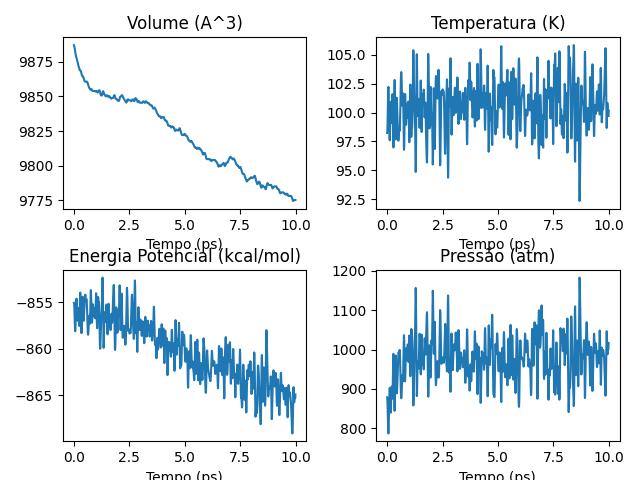 Volume (A^3)
9875
9850
9825
9800
9775
0.0 2.5 5.0 7.5 10.0
Tempo (ps)
Temperatura (K)
105.0
102.5
100.0
97.5
95.0
92.5
0.0 2.5 5.0 7.5 10.0
Tempo (ps)
Energia Potencial (kcal/mol)
−855
−860
−865
0.0 2.5 5.0 7.5 10.0
Tempo (ps)
Pressão (atm)
1200
1100
1000
900
800
0.0 2.5 5.0 7.5 10.0
Tempo (ps)